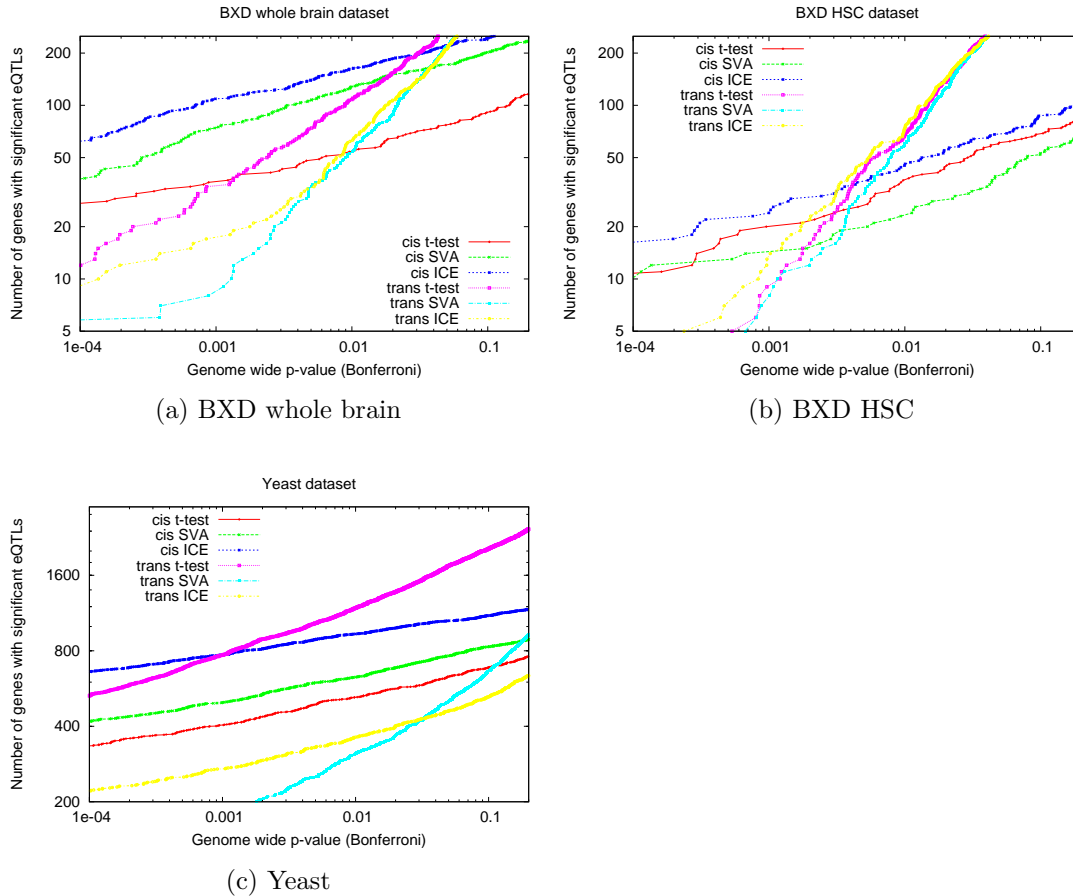 BXD whole brain dataset
Number of genes with significant eQTLs
200
100
50
20
10
5
cis t-test
cis SVA
cis ICE
trans t-test
trans SVA
trans ICE
1e-04
0.001
0.01
0.1
Genome wide p-value (Bonferroni)
(a) BXD whole brain
BXD HSC dataset
Number of genes with significant eQTLs
200
100
50
20
10
5
cis t-test
cis SVA
cis ICE
trans t-test
trans SVA
trans ICE
1e-04
0.001
0.01
0.1
Genome wide p-value (Bonferroni)
(b) BXD HSC
Yeast dataset
Number of genes with significant eQTLs
1600
800
400
200
cis t-test
cis SVA
cis ICE
trans t-test
trans SVA
trans ICE
1e-04
0.001
0.01
0.1
Genome wide p-value (Bonferroni)
(c) Yeast